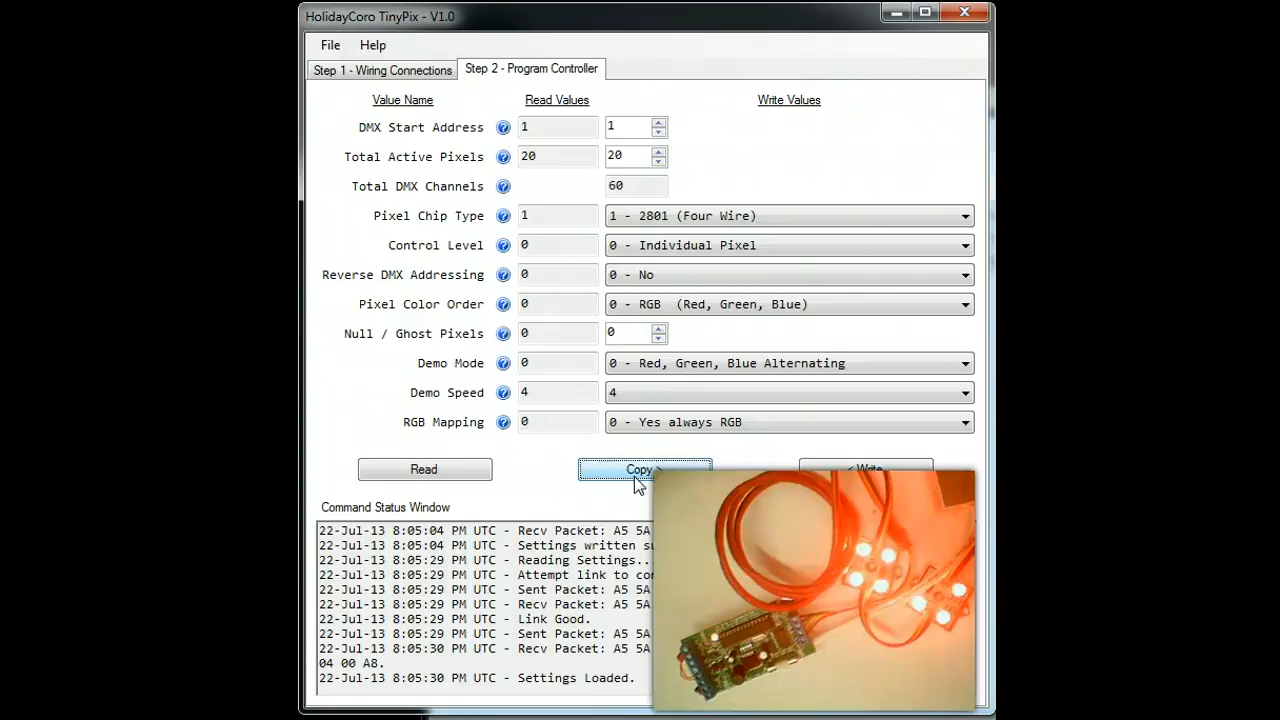 HolidayCoro TinyPix - V1.0
File Help
Step 1 - Wiring Connections Step 2 - Program Controller
Value Name Read Values Write Values
DMX Start Address 1 1
Total Active Pixels 20 20
Total DMX Channels 60
Pixel Chip Type 1 1 - 2801 (Four Wire)
Control Level 0 0 - Individual Pixel
Reverse DMX Addressing 0 0 - No
Pixel Color Order 0 0 - RGB (Red, Green, Blue)
Null / Ghost Pixels 0 0
Demo Mode 0 0 - Red, Green, Blue Alternating
Demo Speed 4 4
RGB Mapping 0 0 - Yes always RGB
Read Copy > < Write
Command Status Window
22-Jul-13 8:05:04 PM UTC - Recv Packet: A5 5A
22-Jul-13 8:05:04 PM UTC - Settings written su
22-Jul-13 8:05:29 PM UTC - Reading Settings..
22-Jul-13 8:05:29 PM UTC - Attempt link to co
22-Jul-13 8:05:29 PM UTC - Sent Packet: A5 5A
22-Jul-13 8:05:29 PM UTC - Recv Packet: A5 5A
22-Jul-13 8:05:29 PM UTC - Link Good.
22-Jul-13 8:05:29 PM UTC - Sent Packet: A5 5A
22-Jul-13 8:05:30 PM UTC - Recv Packet: A5 5A
04 00 A8.
22-Jul-13 8:05:30 PM UTC - Settings Loaded.